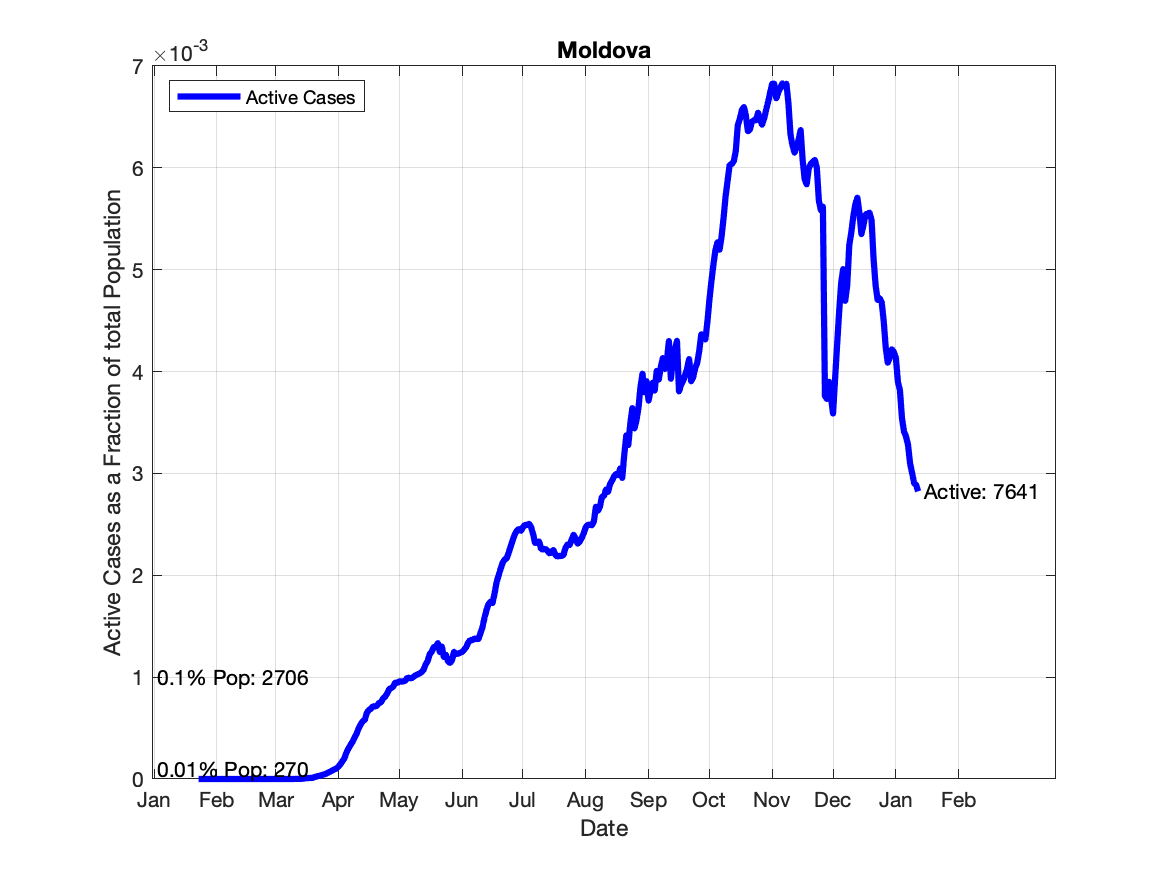 Moldova
×10-3
Active Cases
7
6
5
4
3
2
1
0
Active Cases as a Fraction of total Population
0.1% Pop: 2706
0.01% Pop: 270
Active: 7641
Jan Feb Mar Apr May Jun Jul Aug Sep Oct Nov Dec Jan Feb
Date